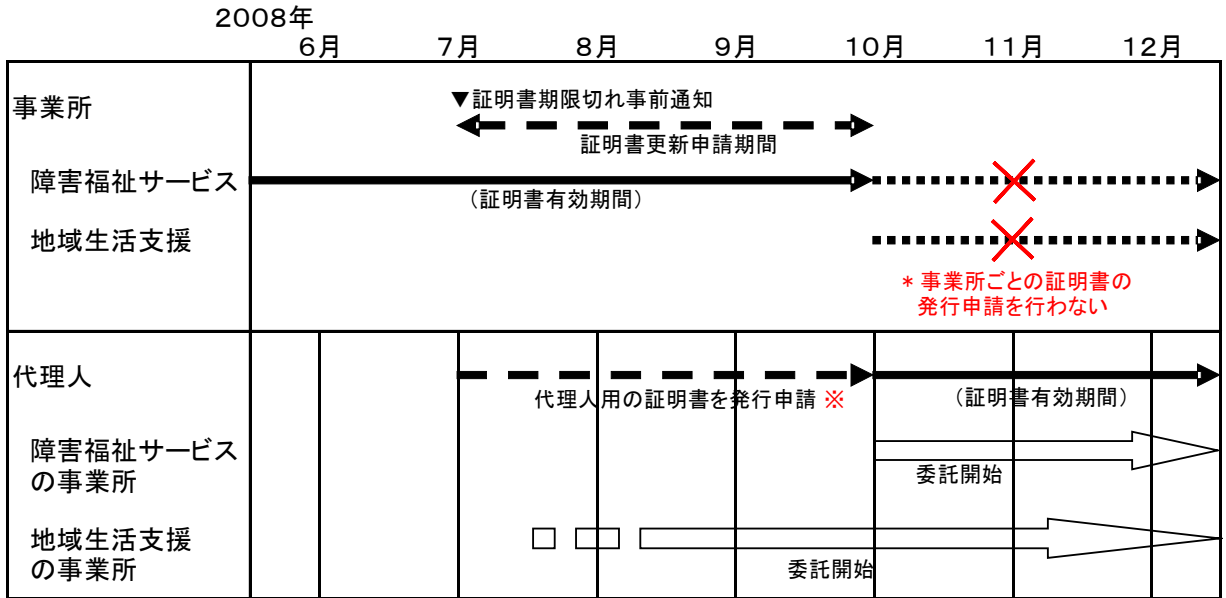 2008年
6月 7月 8月 9月 10月 11月 12月
事業所
▼証明書期限切れ事前通知
証明書更新申請期間
障害福祉サービス
（証明書有効期間）
地域生活支援
* 事業所ごとの証明書の
発行申請を行わない
代理人
代理人用の証明書を発行申請 ※
（証明書有効期間）
障害福祉サービス
の事業所
委託開始
地域生活支援
の事業所
委託開始